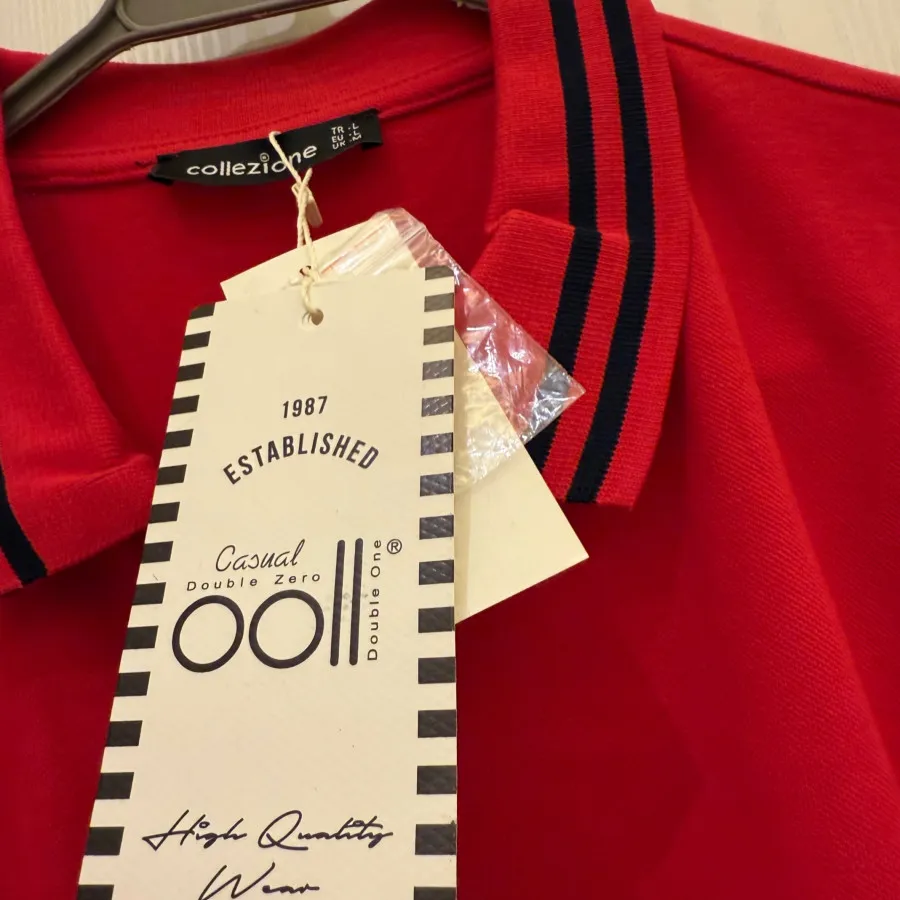 collezione
TR - L
EU - L
UK - M
1987
ESTABLISHED
Casual
Double Zero
ooll
Double One ®
High Quality
Wear